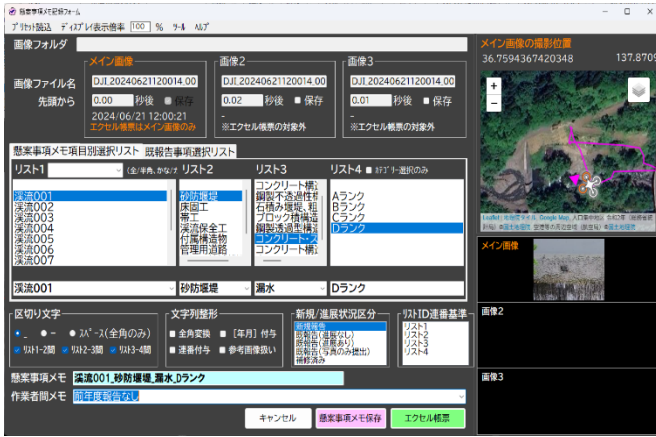 懸案事項メモ記録フォーム
プリセット読込 ディスプレイ表示倍率 100 % ツール ヘルプ
画像フォルダ
メイン画像
画像2
画像3
画像ファイル名
DJI_20240621120014_00
DJI_20240621120014_00
DJI_20240621120014_00
先頭から
0.00 秒後 保存
0.02 秒後 保存
0.01 秒後 保存
2024/06/21 12:00:21
-
-
エクセル帳票はメイン画像のみ
※エクセル帳票の対象外
※エクセル帳票の対象外
懸案事項メモ項目別選択リスト 既報告事項選択リスト
リスト1 (全/半角、かな/カ リスト2 リスト3 リスト4 カテゴリー選択のみ
渓流001
渓流002
渓流003
渓流004
渓流005
渓流006
渓流007
砂防堰堤
床固工
帯工
渓流保全工
付属構造物
管理用道路
コンクリート構造
鋼製不透過性構
石積み堰堤、粗
ブロック積構造
鋼製透過型構造
コンクリート・ス
コンクリート構造
Aランク
Bランク
Cランク
Dランク
渓流001 砂防堰堤 漏水 Dランク
区切り文字
_ - スペース(全角のみ)
リスト1-2間 リスト2-3間 リスト3-4間
文字列整形
全角変換 [年月] 付与
連番付与 参考画像扱い
新規/進展状況区分
新規報告
既報告(進展なし)
既報告(進展あり)
既報告(写真のみ提出)
補修済み
リストID連番基準
リスト1
リスト2
リスト3
リスト4
懸案事項メモ 渓流001_砂防堰堤_漏水_Dランク
作業者間メモ 前年度報告なし
キャンセル 懸案事項メモ保存 エクセル帳票
メイン画像の撮影位置
36.7594367420348 137.8709
+
−
メイン画像
画像2
画像3